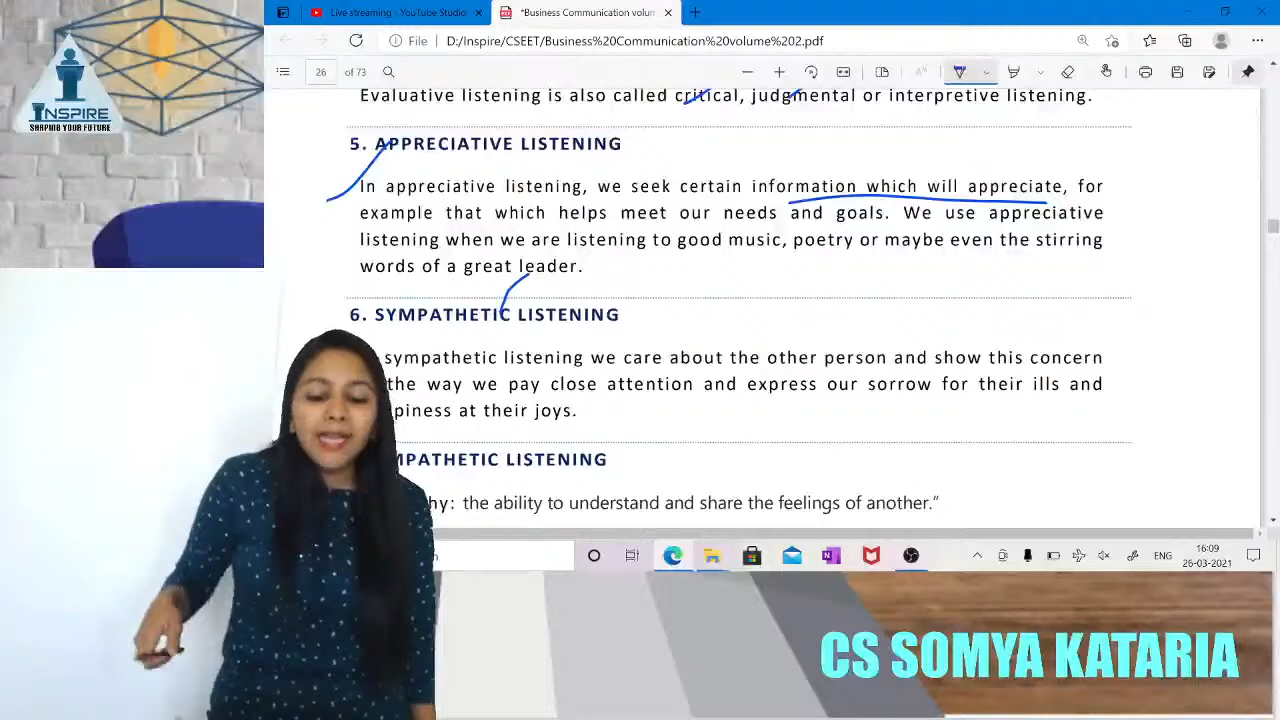 Live streaming - YouTube Studio
*Business Communication volum
File
D:/Inspire/CSEET/Business%20Communication%20volume%202.pdf
26 of 73
INSPIRE
SHAPING YOUR FUTURE
Evaluative listening is also called critical, judgmental or interpretive listening.
5. APPRECIATIVE LISTENING
In appreciative listening, we seek certain information which will appreciate, for
example that which helps meet our needs and goals. We use appreciative
listening when we are listening to good music, poetry or maybe even the stirring
words of a great leader.
6. SYMPATHETIC LISTENING
sympathetic listening we care about the other person and show this concern
the way we pay close attention and express our sorrow for their ills and
piness at their joys.
MPATHETIC LISTENING
hy: the ability to understand and share the feelings of another.”
ENG
16:09
26-03-2021
CS SOMYA KATARIA